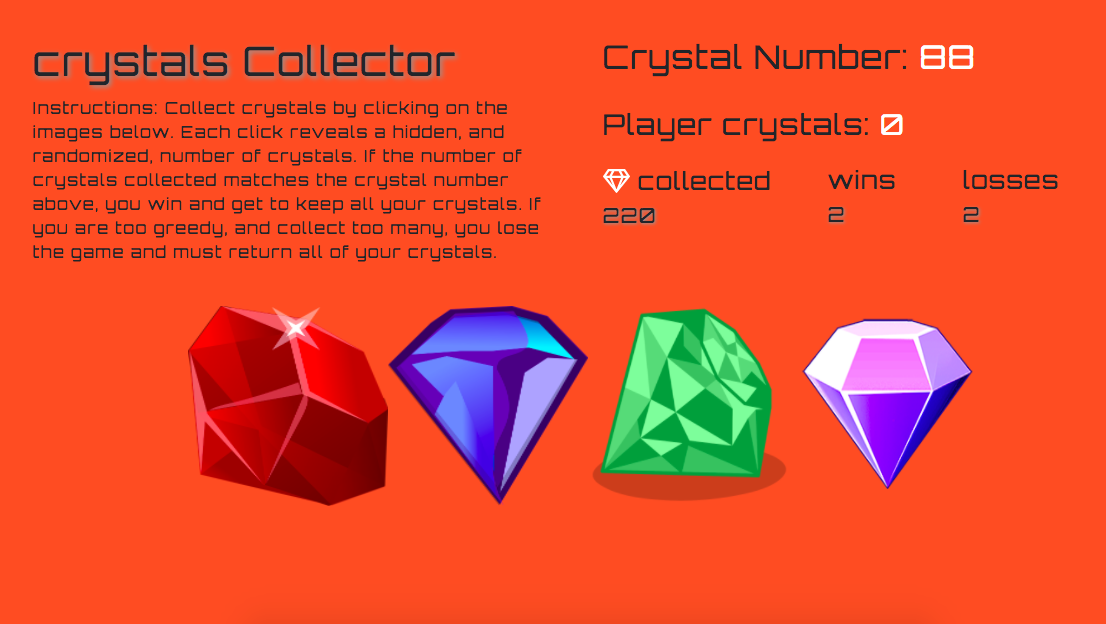 crystals Collector
Instructions: Collect crystals by clicking on the
images below. Each click reveals a hidden, and
randomized, number of crystals. If the number of
crystals collected matches the crystal number
above, you win and get to keep all your crystals. If
you are too greedy, and collect too many, you lose
the game and must return all of your crystals.
Crystal Number: 88
Player crystals: 0
collected wins losses
220 2 2